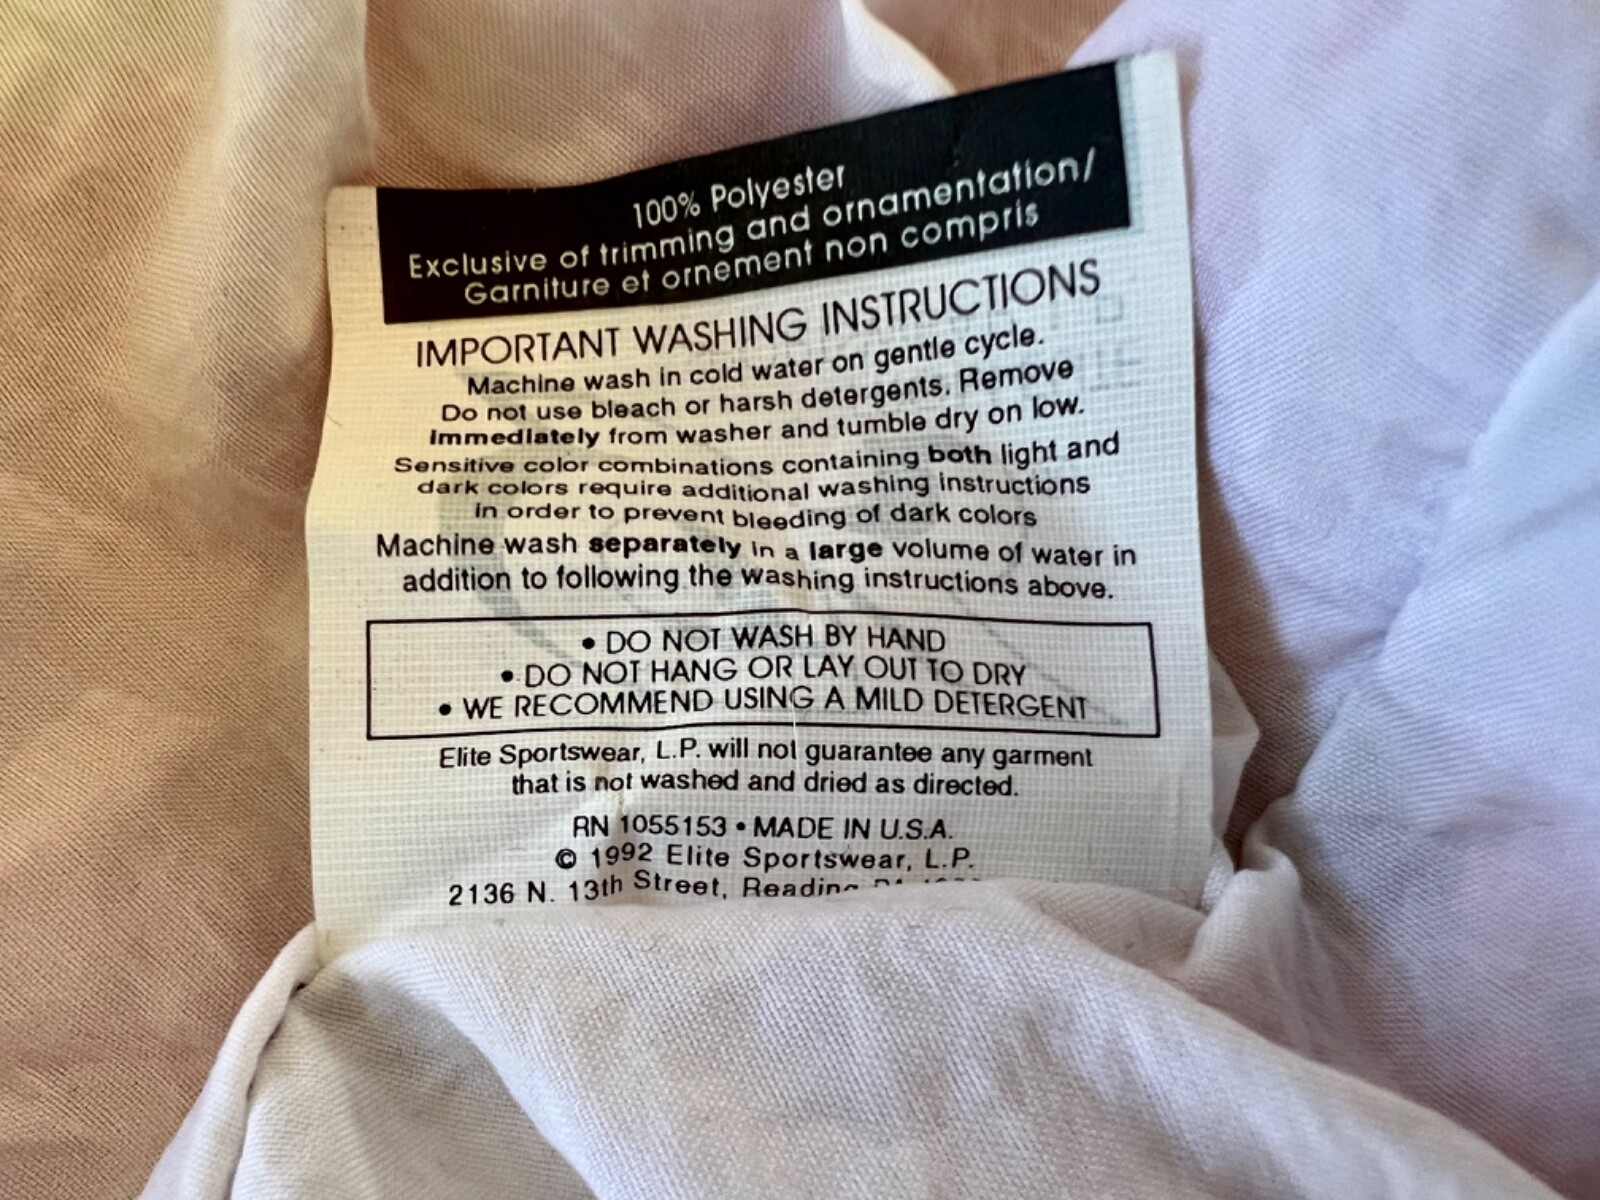 100% Polyester
Exclusive of trimming and ornamentation/
Garniture et ornement non compris
IMPORTANT WASHING INSTRUCTIONS
Machine wash in cold water on gentle cycle.
Do not use bleach or harsh detergents. Remove
immediately from washer and tumble dry on low.
Sensitive color combinations containing both light and
dark colors require additional washing instructions
in order to prevent bleeding of dark colors
Machine wash separately in a large volume of water in
addition to following the washing instructions above.
• DO NOT WASH BY HAND
• DO NOT HANG OR LAY OUT TO DRY
• WE RECOMMEND USING A MILD DETERGENT
Elite Sportswear, L.P. will not guarantee any garment
that is not washed and dried as directed.
RN 1055153 • MADE IN U.S.A.
© 1992 Elite Sportswear, L.P.
2136 N. 13th Street, Reading